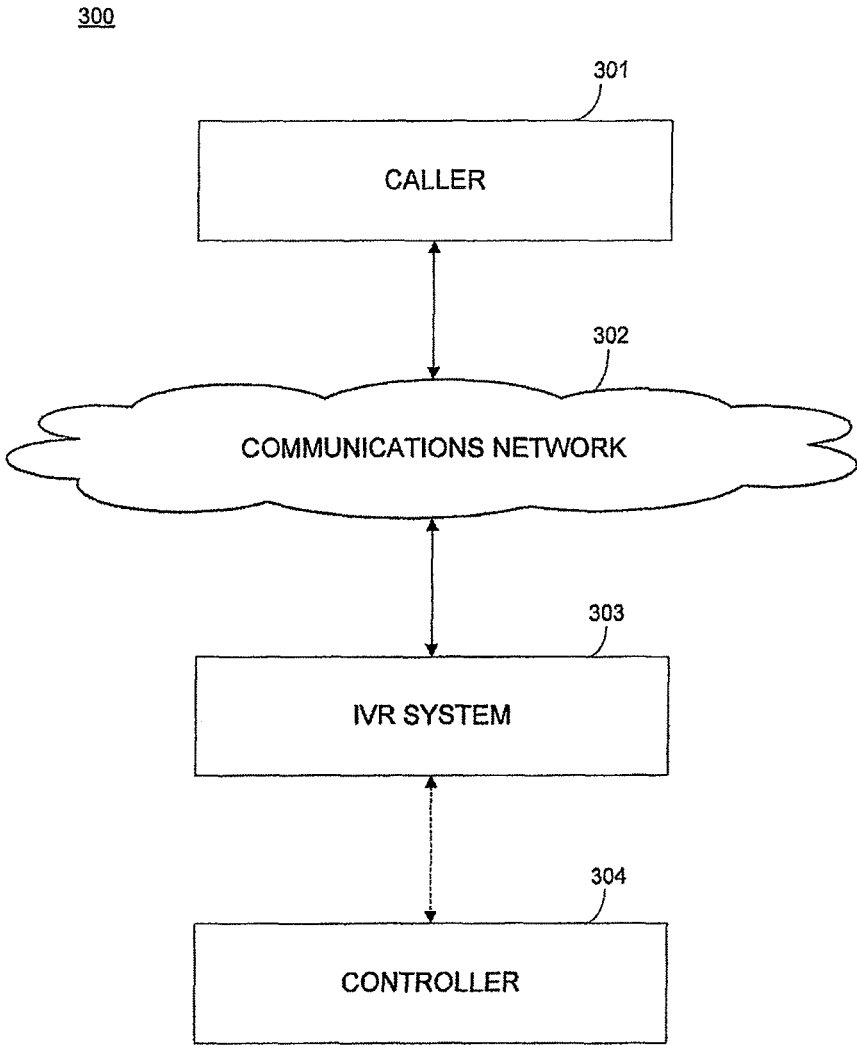 300
301
CALLER
302
COMMUNICATIONS NETWORK
303
IVR SYSTEM
304
CONTROLLER